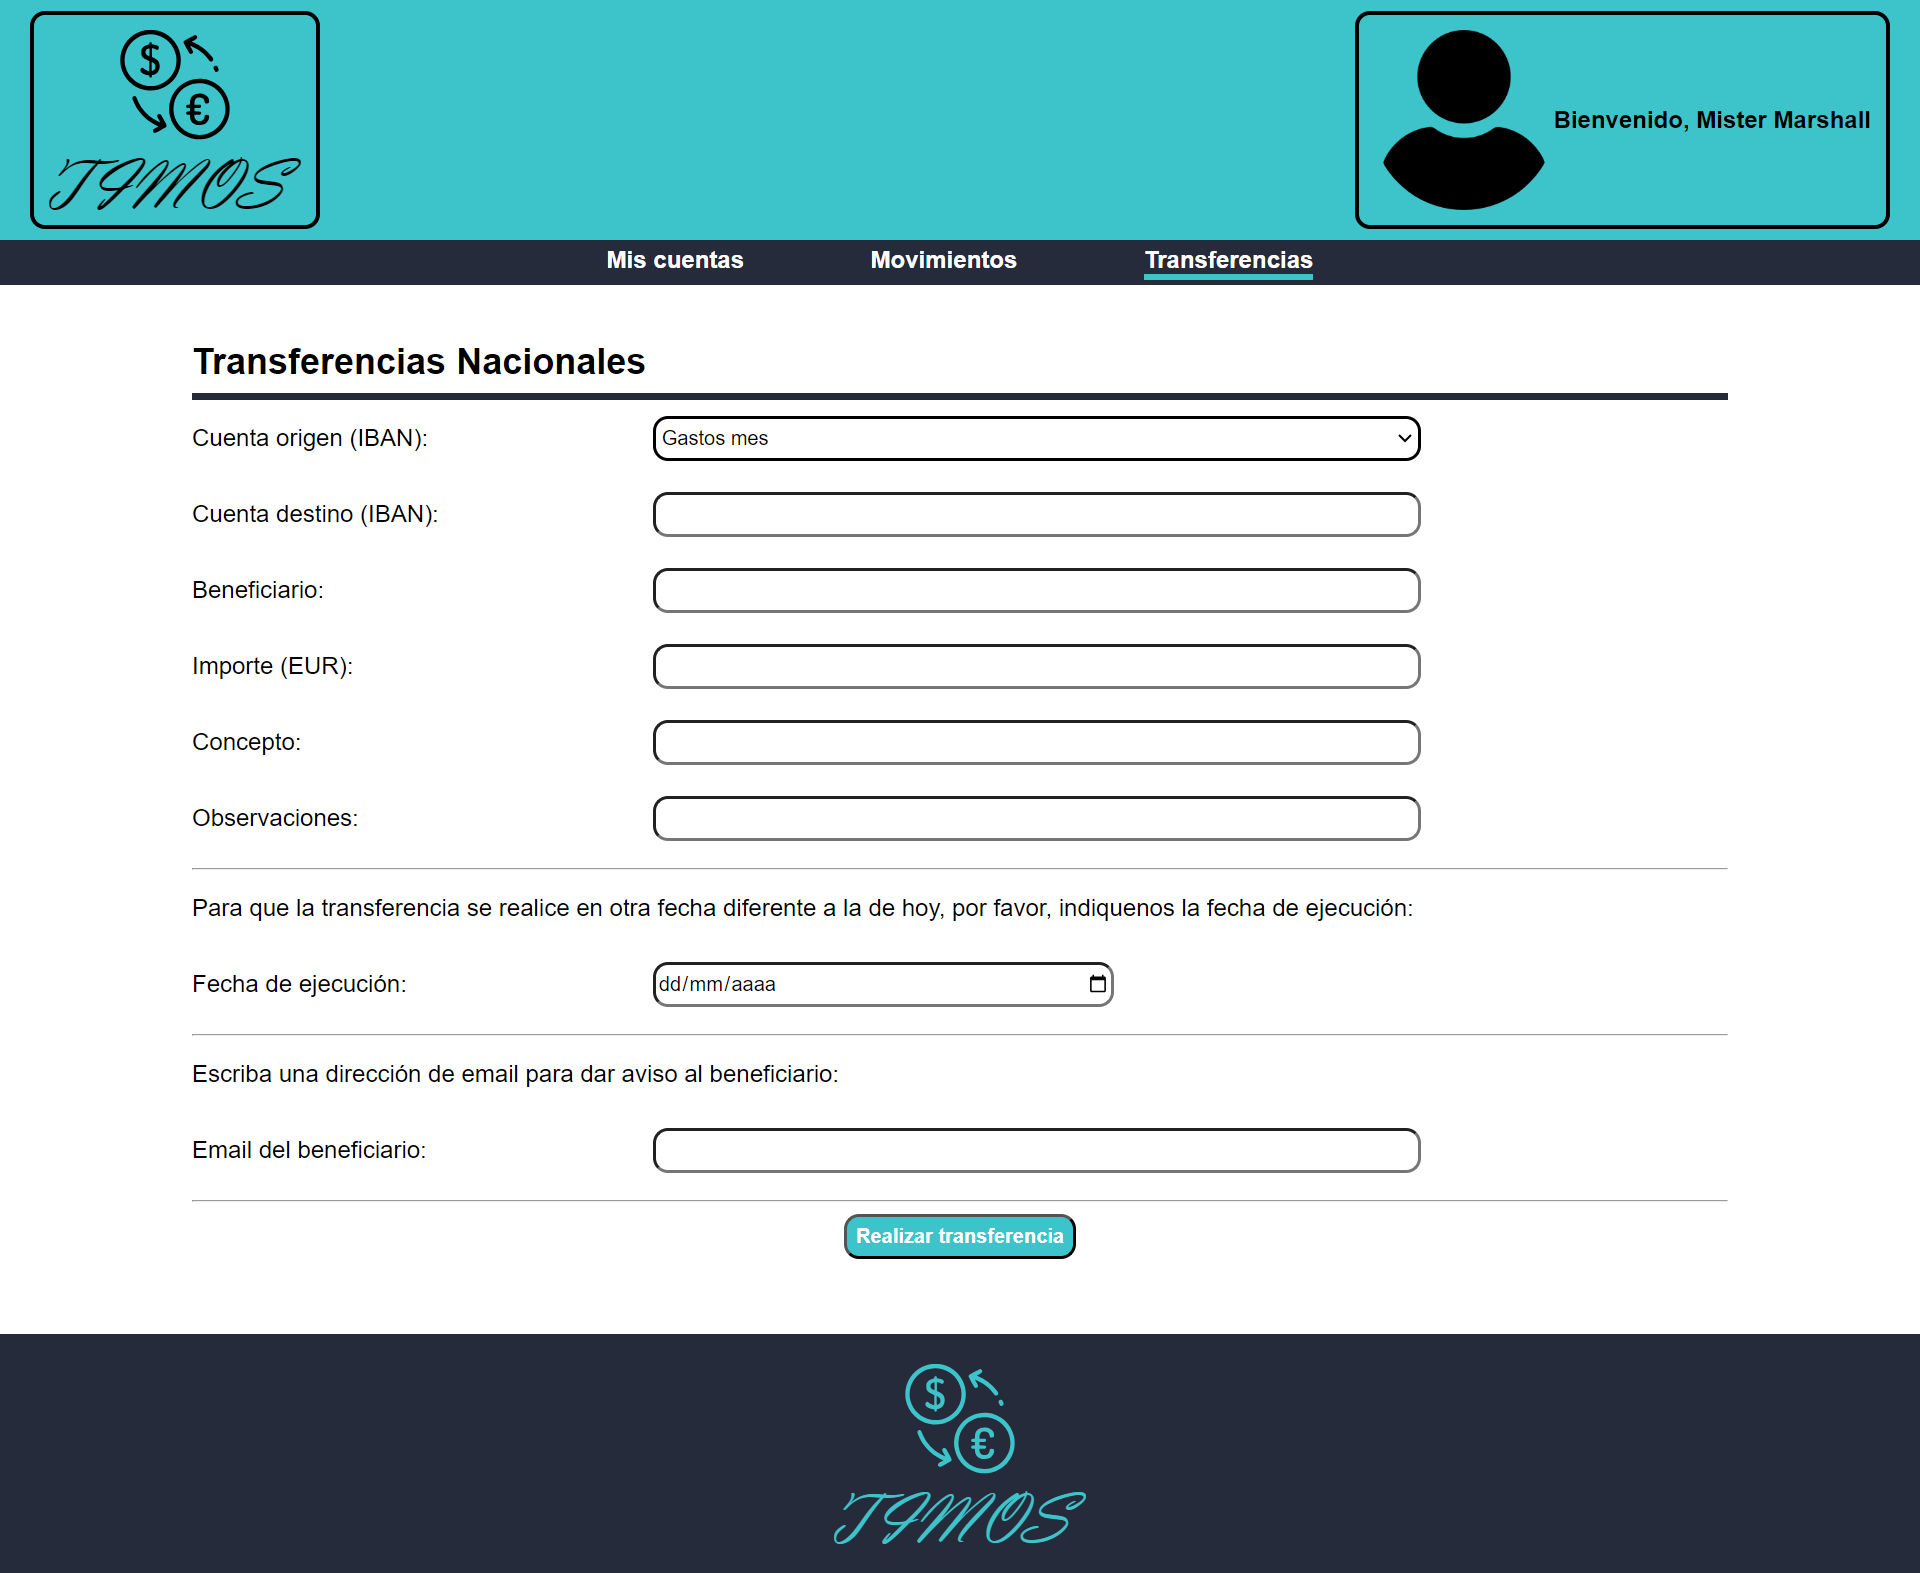 $
€
TIMOS
Bienvenido, Mister Marshall
Mis cuentas Movimientos Transferencias
Transferencias Nacionales
Cuenta origen (IBAN): Gastos mes
Cuenta destino (IBAN):
Beneficiario:
Importe (EUR):
Concepto:
Observaciones:
Para que la transferencia se realice en otra fecha diferente a la de hoy, por favor, indiquenos la fecha de ejecución:
Fecha de ejecución: dd/mm/aaaa
Escriba una dirección de email para dar aviso al beneficiario:
Email del beneficiario:
Realizar transferencia
$
€
TIMOS